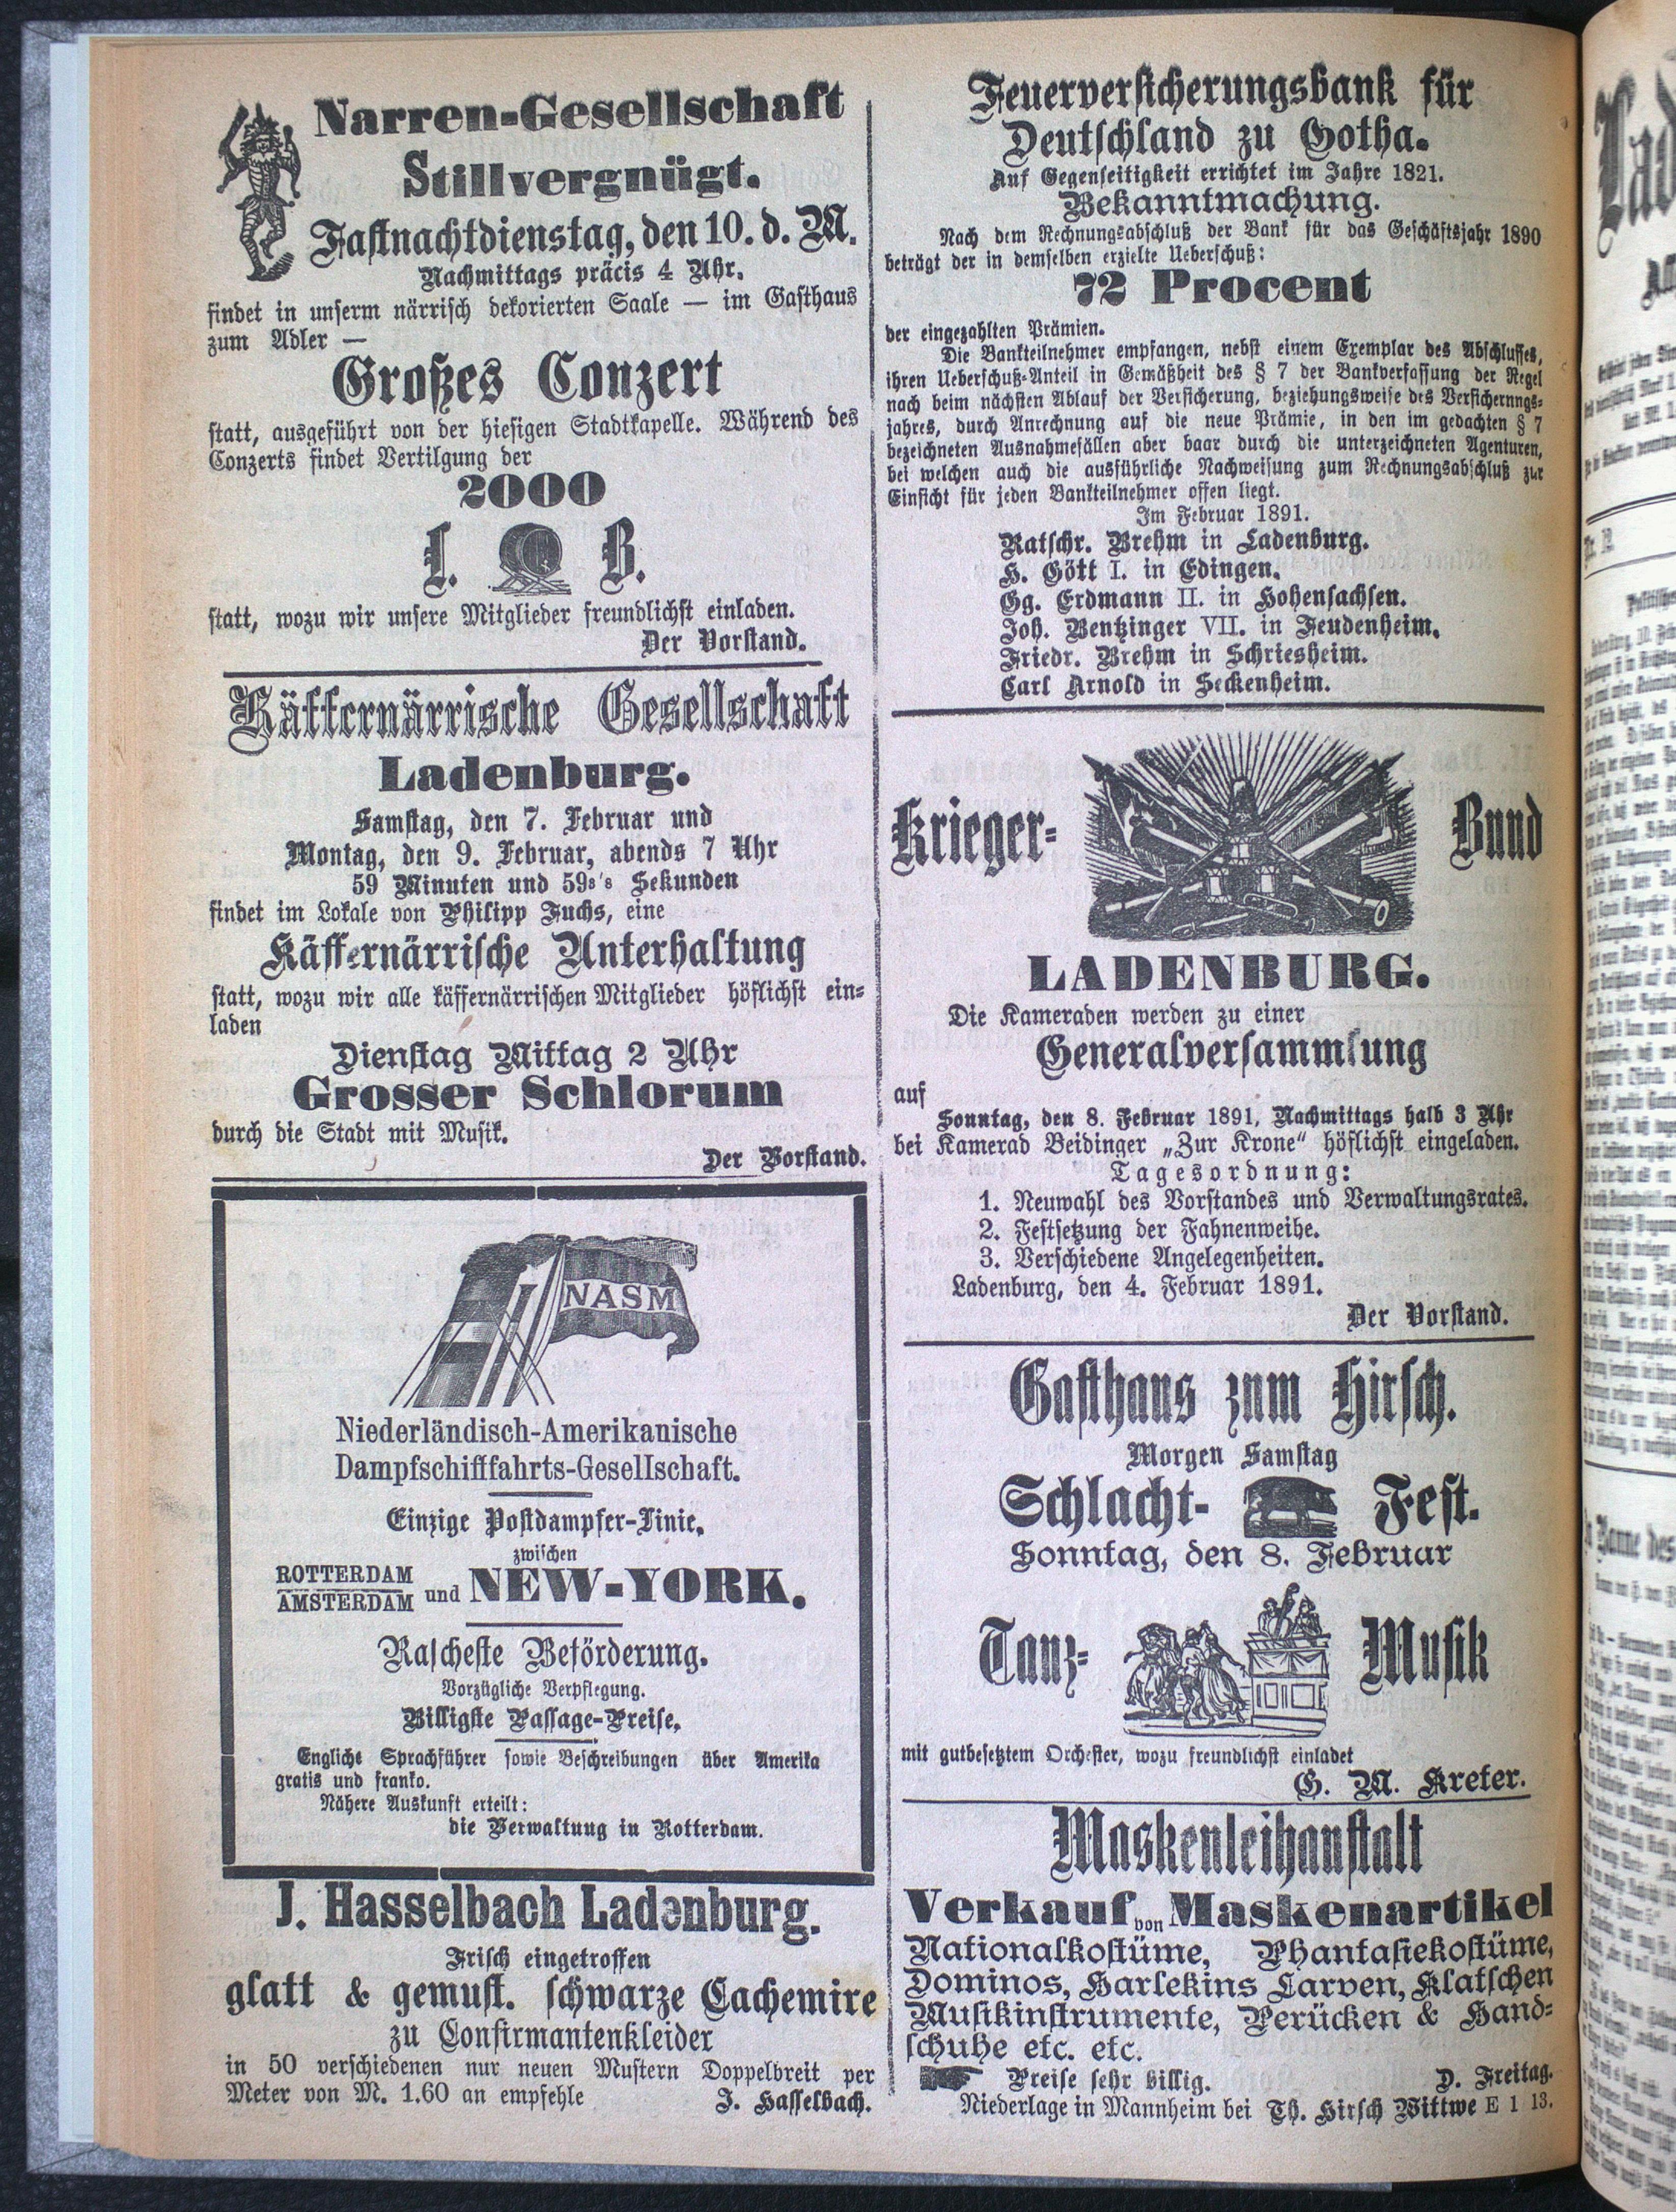 Narren-Gesellschaft
Stillvergnügt.
Fastnachtdienstag, den 10. d. M.
Nachmittags präcis 4 Uhr.
findet in unserm närrisch dekorierten Saale — im Gasthaus
zum Adler —
Großes Conzert
statt, ausgeführt von der hiesigen Stadtkapelle. Während des
Conzerts findet Vertilgung der
2000
L. B.
statt, wozu wir unsere Mitglieder freundlichst einladen.
Der Vorstand.
Käffernärrische Gesellschaft
Ladenburg.
Samstag, den 7. Februar und
Montag, den 9. Februar, abends 7 Uhr
59 Minuten und 59 Sekunden
findet im Lokale von Philipp Fuchs, eine
Käffernärrische Unterhaltung
statt, wozu wir alle käffernärrischen Mitglieder höflichst ein-
laden
Dienstag Mittag 2 Uhr
Grosser Schlorum
durch die Stadt mit Musik.
Der Vorstand.
NASM
Niederländisch-Amerikanische
Dampfschifffahrts-Gesellschaft.
Einzige Postdampfer-Linie,
zwischen
ROTTERDAM
AMSTERDAM und NEW-YORK.
Rascheste Beförderung.
Vorzügliche Verpflegung.
Billigste Passage-Preise,
Englichs Sprachführer sowie Beschreibungen über Amerika
gratis und franko.
Nähere Auskunft erteilt:
die Verwaltung in Rotterdam.
J. Hasselbach Ladenburg.
Frisch eingetroffen
glatt & gemust. schwarze Cachemire
zu Confirmantenkleider
in 50 verschiedenen nur neuen Mustern Doppelbreit per
Meter von M. 1.60 an empfehle
J. Hasselbach.
Feuerversicherungsbank für
Deutschland zu Gotha.
Auf Gegenseitigkeit errichtet im Jahre 1821.
Bekanntmachung.
Nach dem Rechnungsabschluß der Bank für das Geschäftsjahr 1890
beträgt der in demselben erzielte Ueberschuß:
72 Procent
der eingezahlten Prämien.
Die Bankteilnehmer empfangen, nebst einem Exemplar des Abschlusses,
ihren Ueberschuß-Anteil in Gemäßheit des § 7 der Bankverfassung der Regel
nach beim nächsten Ablauf der Versicherung, beziehungsweise des Versichernngs-
jahres, durch Anrechnung auf die neue Prämie, in den im gedachten § 7
bezeichneten Ausnahmefällen aber baar durch die unterzeichneten Agenturen,
bei welchen auch die ausführliche Nachweisung zum Rechnungsabschluß zur
Einsicht für jeden Bankteilnehmer offen liegt.
Im Februar 1891.
Ratschr. Brehm in Ladenburg.
H. Gött I. in Edingen.
Gg. Erdmann II. in Hohensachsen.
Joh. Bentzinger VII. in Feudenheim.
Friedr. Brehm in Schriesheim.
Carl Arnold in Seckenheim.
Krieger- Bund
LADENBURG.
Die Kameraden werden zu einer
Generalversammlung
auf
Sonntag, den 8. Februar 1891, Nachmittags halb 3 Uhr
bei Kamerad Beidinger „Zur Krone“ höflichst eingeladen.
Tagesordnung:
1. Neuwahl des Vorstandes und Verwaltungsrates.
2. Festsetzung der Fahnenweihe.
3. Verschiedene Angelegenheiten.
Ladenburg, den 4. Februar 1891.
Der Vorstand.
Gasthaus zum Hirsch.
Morgen Samstag
Schlacht- Fest.
Sonntag, den 8. Februar
Tanz- Musik
mit gutbesetztem Orchester, wozu freundlichst einladet
G. M. Kreter.
Maskenleihanstalt
Verkauf von Maskenartikel
Nationalkostüme, Phantasiekostüme,
Dominos, Harlekins Larven, Klatschen
Musikinstrumente, Perücken & Hand-
schuhe etc. etc.
Preise sehr billig.
D. Freitag.
Niederlage in Mannheim bei Th. Hirsch Wittwe E 1 13.